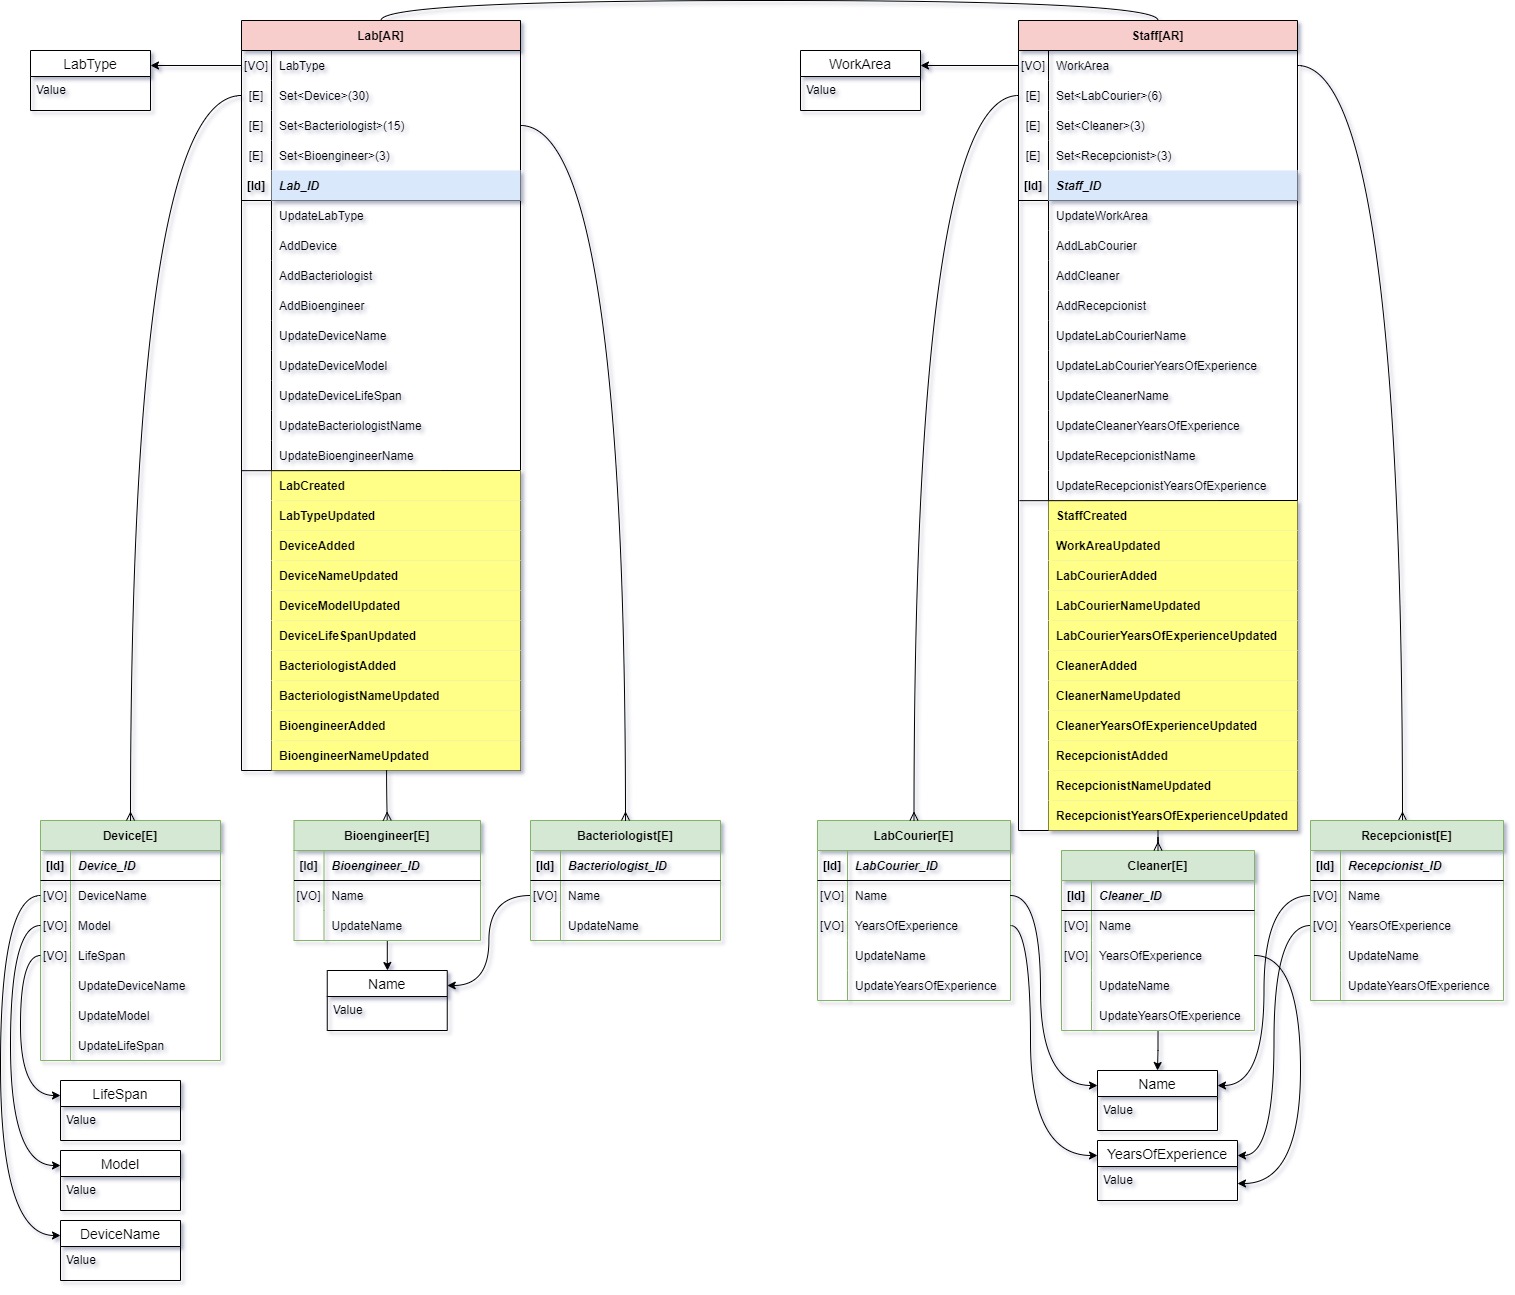 Lab[AR]
[VO] LabType
[E] Set<Device>(30)
[E] Set<Bacteriologist>(15)
[E] Set<Bioengineer>(3)
[Id] Lab_ID
UpdateLabType
AddDevice
AddBacteriologist
AddBioengineer
UpdateDeviceName
UpdateDeviceModel
UpdateDeviceLifeSpan
UpdateBacteriologistName
UpdateBioengineerName
LabCreated
LabTypeUpdated
DeviceAdded
DeviceNameUpdated
DeviceModelUpdated
DeviceLifeSpanUpdated
BacteriologistAdded
BacteriologistNameUpdated
BioengineerAdded
BioengineerNameUpdated
LabType
Value
Device[E]
[Id] Device_ID
[VO] DeviceName
[VO] Model
[VO] LifeSpan
UpdateDeviceName
UpdateModel
UpdateLifeSpan
LifeSpan
Value
Model
Value
DeviceName
Value
Bioengineer[E]
[Id] Bioengineer_ID
[VO] Name
UpdateName
Bacteriologist[E]
[Id] Bacteriologist_ID
[VO] Name
UpdateName
Name
Value
Staff[AR]
[VO] WorkArea
[E] Set<LabCourier>(6)
[E] Set<Cleaner>(3)
[E] Set<Recepcionist>(3)
[Id] Staff_ID
UpdateWorkArea
AddLabCourier
AddCleaner
AddRecepcionist
UpdateLabCourierName
UpdateLabCourierYearsOfExperience
UpdateCleanerName
UpdateCleanerYearsOfExperience
UpdateRecepcionistName
UpdateRecepcionistYearsOfExperience
StaffCreated
WorkAreaUpdated
LabCourierAdded
LabCourierNameUpdated
LabCourierYearsOfExperienceUpdated
CleanerAdded
CleanerNameUpdated
CleanerYearsOfExperienceUpdated
RecepcionistAdded
RecepcionistNameUpdated
RecepcionistYearsOfExperienceUpdated
WorkArea
Value
LabCourier[E]
[Id] LabCourier_ID
[VO] Name
[VO] YearsOfExperience
UpdateName
UpdateYearsOfExperience
Cleaner[E]
[Id] Cleaner_ID
[VO] Name
[VO] YearsOfExperience
UpdateName
UpdateYearsOfExperience
Recepcionist[E]
[Id] Recepcionist_ID
[VO] Name
[VO] YearsOfExperience
UpdateName
UpdateYearsOfExperience
Name
Value
YearsOfExperience
Value